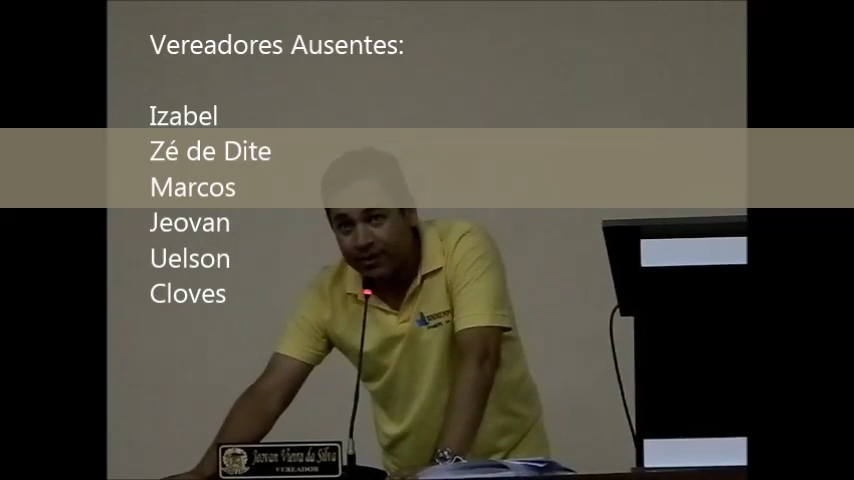 Vereadores Ausentes:
Izabel
Zé de Dite
Marcos
Jeovan
Uelson
Cloves
Jeovan Vieira da Silva
VEREADOR